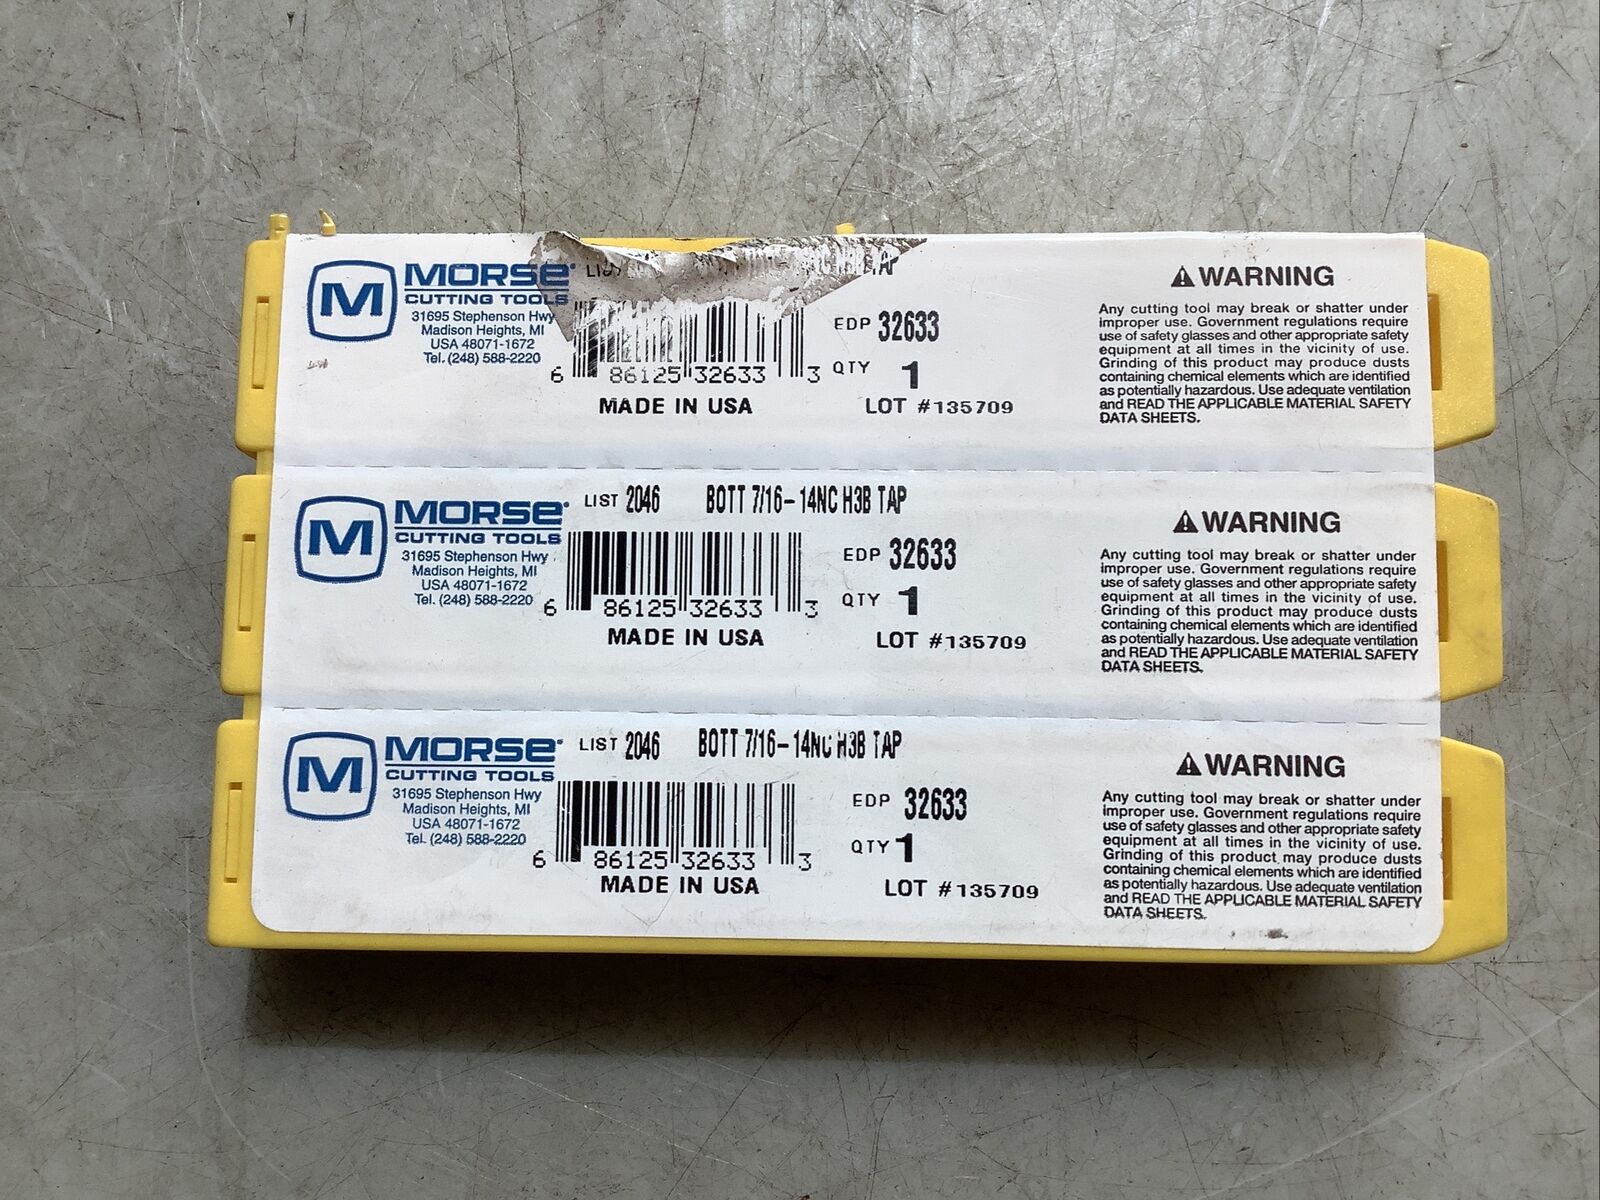 M MORSE
CUTTING TOOLS
31695 Stephenson Hwy
Madison Heights, MI
USA 48071-1672
Tel. (248) 588-2220
TAP
6 86125 32633 3
MADE IN USA
EDP 32633
QTY 1
LOT #135709
⚠WARNING
Any cutting tool may break or shatter under
improper use. Government regulations require
use of safety glasses and other appropriate safety
equipment at all times in the vicinity of use.
Grinding of this product may produce dusts
containing chemical elements which are identified
as potentially hazardous. Use adequate ventilation
and READ THE APPLICABLE MATERIAL SAFETY
DATA SHEETS.
M MORSE
CUTTING TOOLS
31695 Stephenson Hwy
Madison Heights, MI
USA 48071-1672
Tel. (248) 588-2220
LIST 2046 BOTT 7/16-14NC H3B TAP
6 86125 32633 3
MADE IN USA
EDP 32633
QTY 1
LOT #135709
⚠WARNING
Any cutting tool may break or shatter under
improper use. Government regulations require
use of safety glasses and other appropriate safety
equipment at all times in the vicinity of use.
Grinding of this product may produce dusts
containing chemical elements which are identified
as potentially hazardous. Use adequate ventilation
and READ THE APPLICABLE MATERIAL SAFETY
DATA SHEETS.
M MORSE
CUTTING TOOLS
31695 Stephenson Hwy
Madison Heights, MI
USA 48071-1672
Tel. (248) 588-2220
LIST 2046 BOTT 7/16-14NC H3B TAP
6 86125 32633 3
MADE IN USA
EDP 32633
QTY 1
LOT #135709
⚠WARNING
Any cutting tool may break or shatter under
improper use. Government regulations require
use of safety glasses and other appropriate safety
equipment at all times in the vicinity of use.
Grinding of this product may produce dusts
containing chemical elements which are identified
as potentially hazardous. Use adequate ventilation
and READ THE APPLICABLE MATERIAL SAFETY
DATA SHEETS.